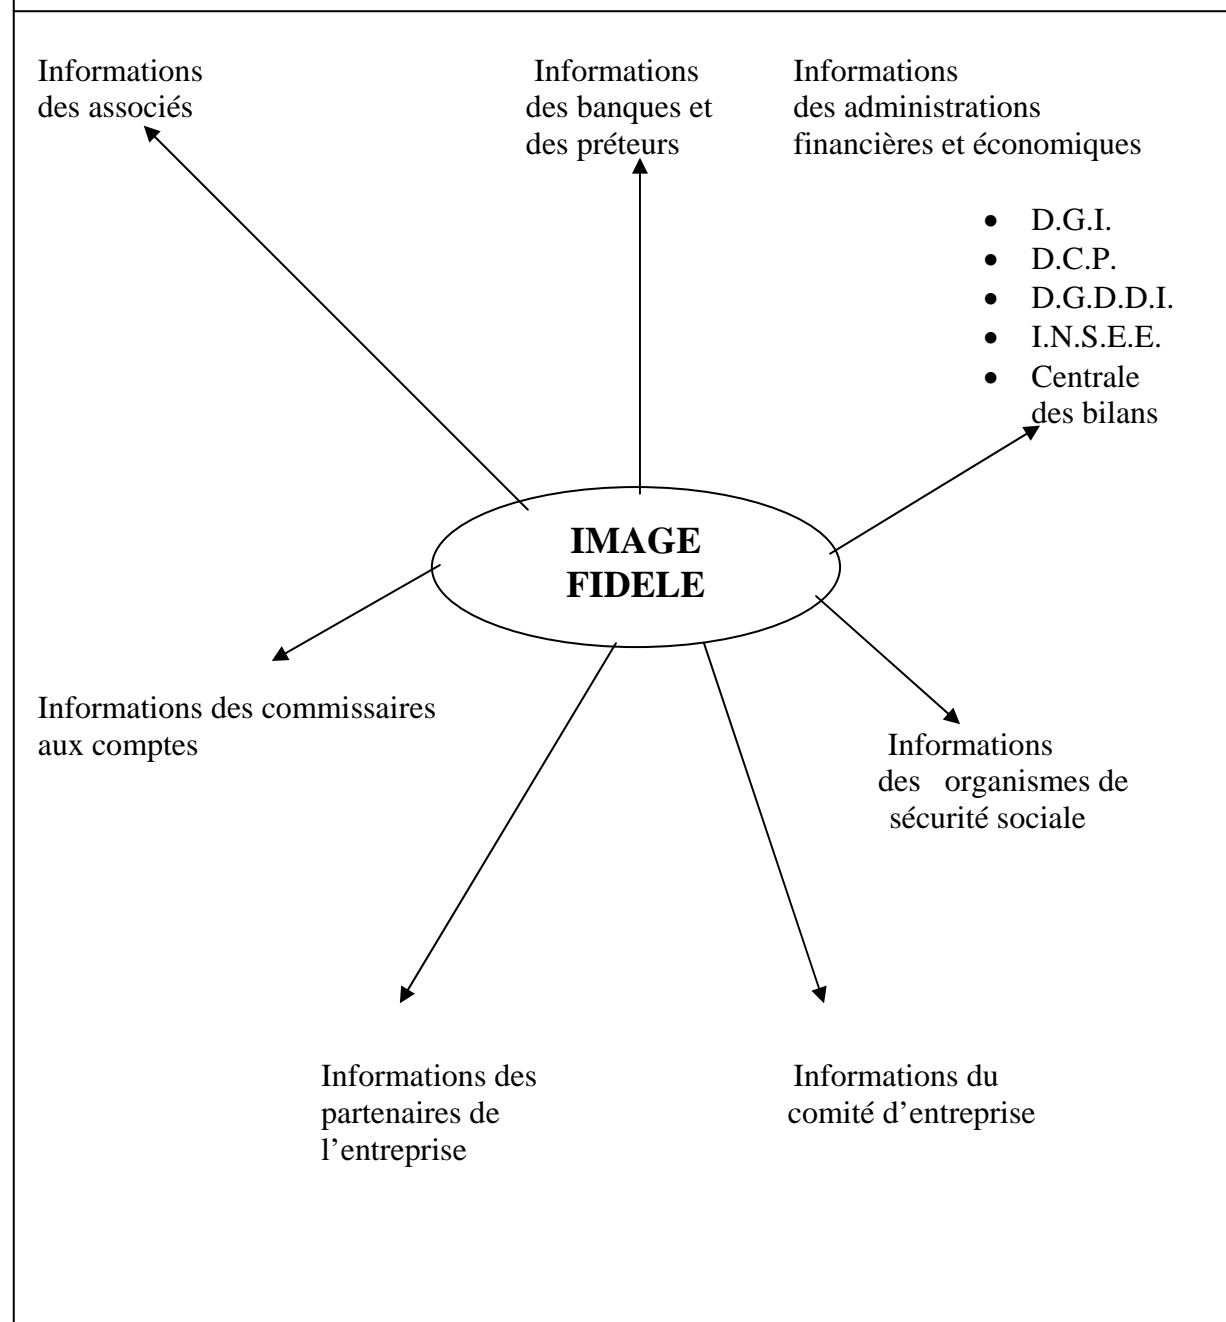 Informations
des associés
Informations
des banques et
des préteurs
Informations
des administrations
financières et économiques
• D.G.I.
• D.C.P.
• D.G.D.D.I.
• I.N.S.E.E.
• Centrale
des bilans
IMAGE
FIDELE
Informations des commissaires
aux comptes
Informations
des organismes de
sécurité sociale
Informations des
partenaires de
l’entreprise
Informations du
comité d’entreprise